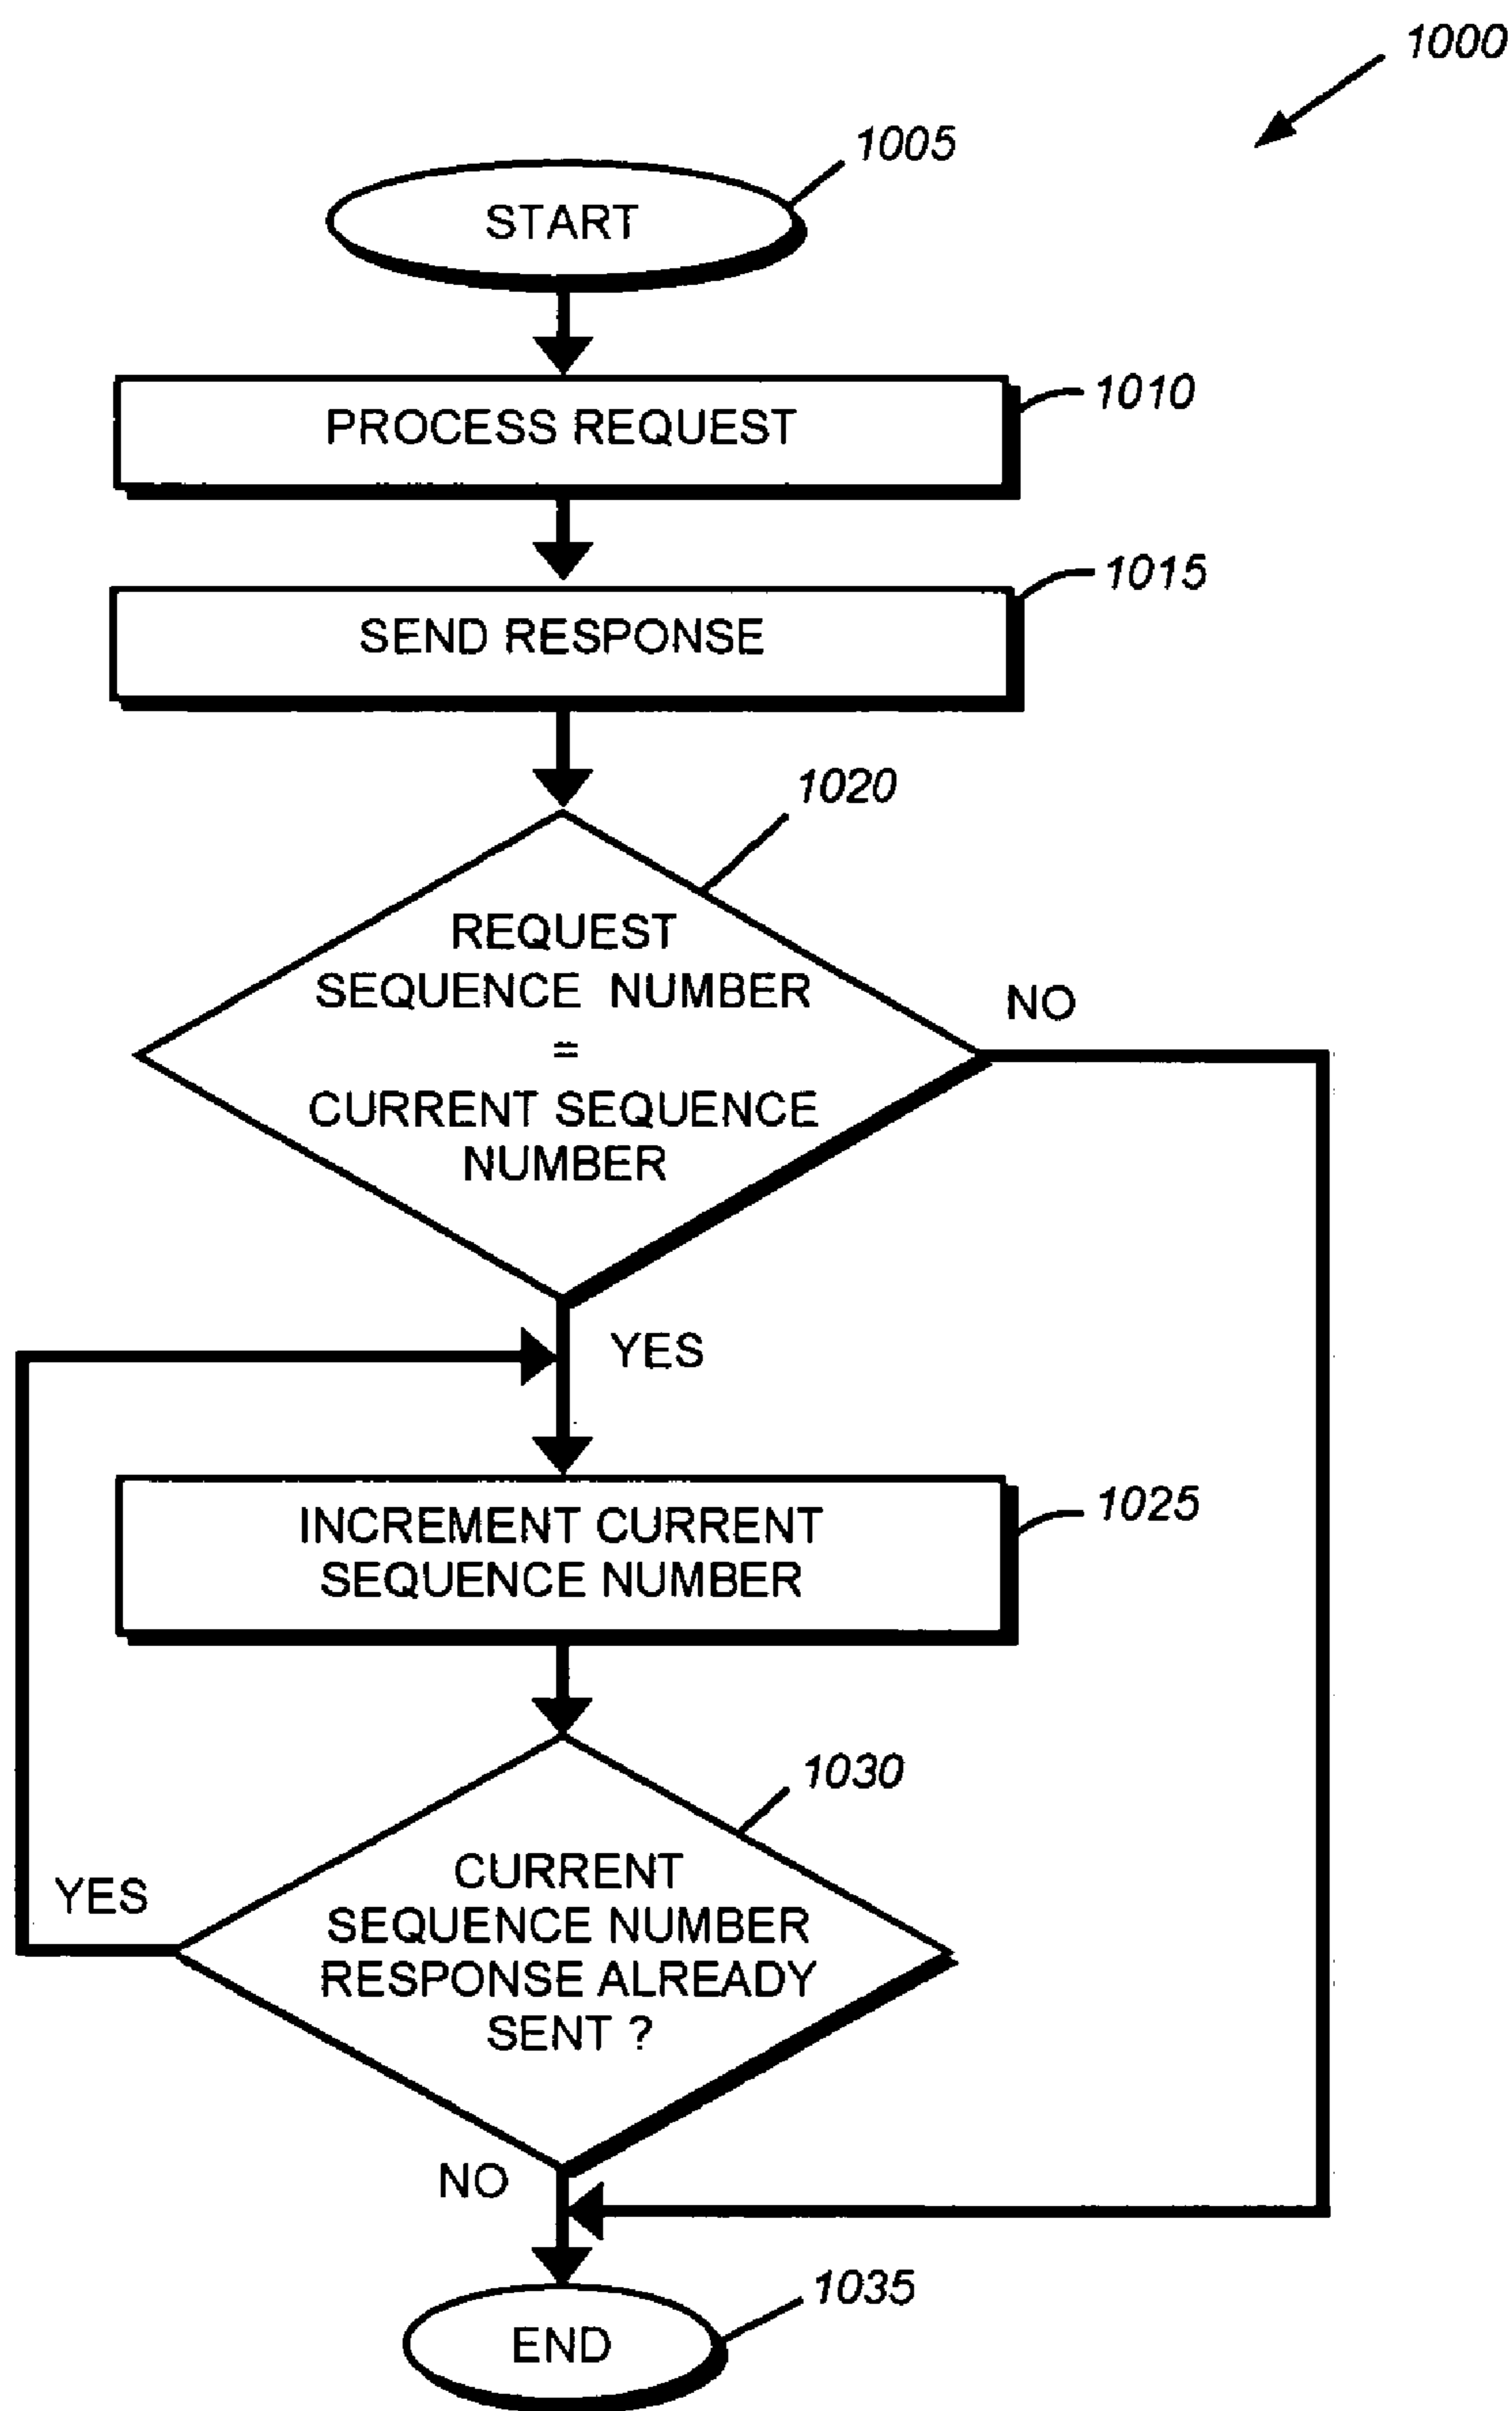 1000
1005
START
1010
PROCESS REQUEST
1015
SEND RESPONSE
1020
REQUEST
SEQUENCE NUMBER
=
CURRENT SEQUENCE
NUMBER
NO
YES
1025
INCREMENT CURRENT
SEQUENCE NUMBER
1030
CURRENT
SEQUENCE NUMBER
RESPONSE ALREADY
SENT ?
YES
NO
1035
END